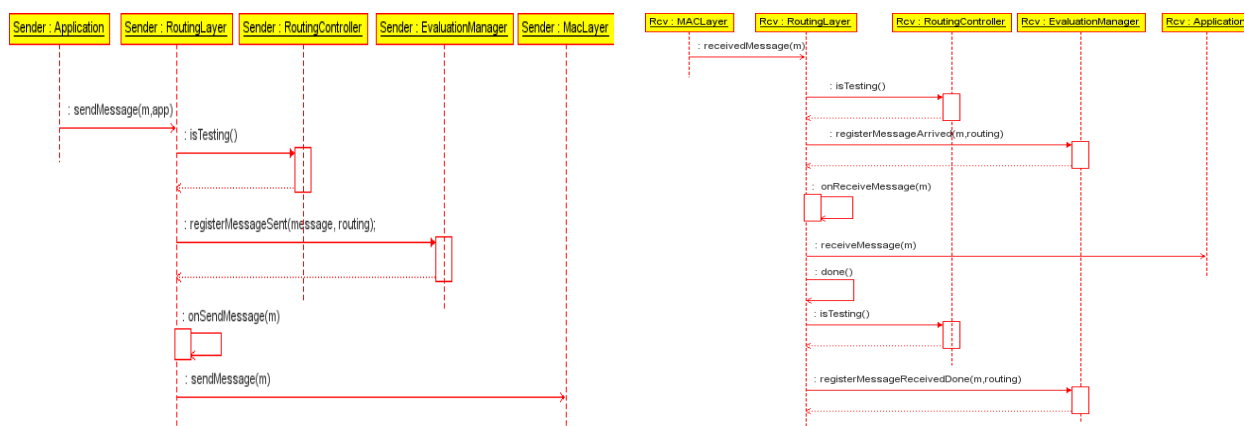 Sender : Application
Sender : RoutingLayer
Sender : RoutingController
Sender : EvaluationManager
Sender : MacLayer
: sendMessage(m,app)
: isTesting()
: registerMessageSent(message, routing);
: onSendMessage(m)
: sendMessage(m)
Rcv : MACLayer
Rcv : RoutingLayer
Rcv : RoutingController
Rcv : EvaluationManager
Rcv : Application
: receivedMessage(m)
: isTesting()
: registerMessageArrived(m,routing)
: onReceiveMessage(m)
: receiveMessage(m)
: done()
: isTesting()
: registerMessageReceivedDone(m,routing)